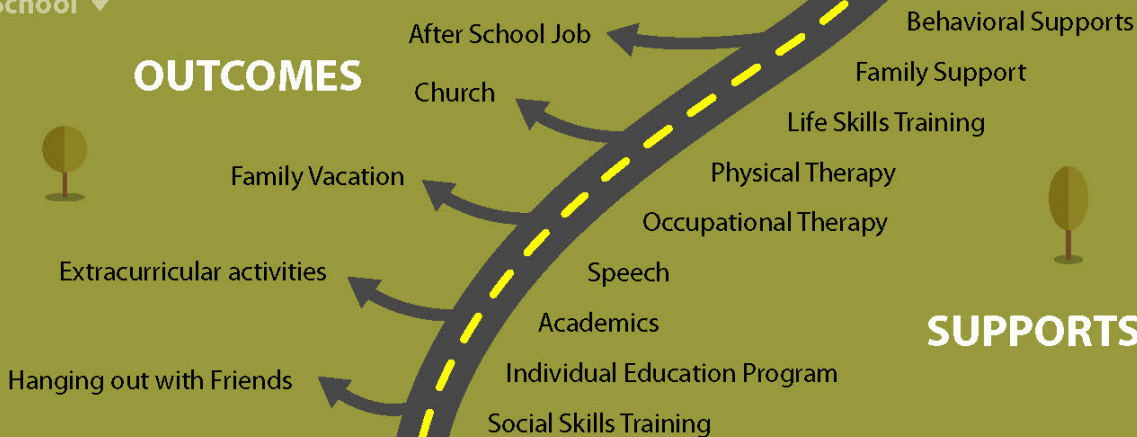 School
OUTCOMES
After School Job
Church
Family Vacation
Extracurricular activities
Hanging out with Friends
Behavioral Supports
Family Support
Life Skills Training
Physical Therapy
Occupational Therapy
Speech
Academics
Individual Education Program
Social Skills Training
SUPPORTS